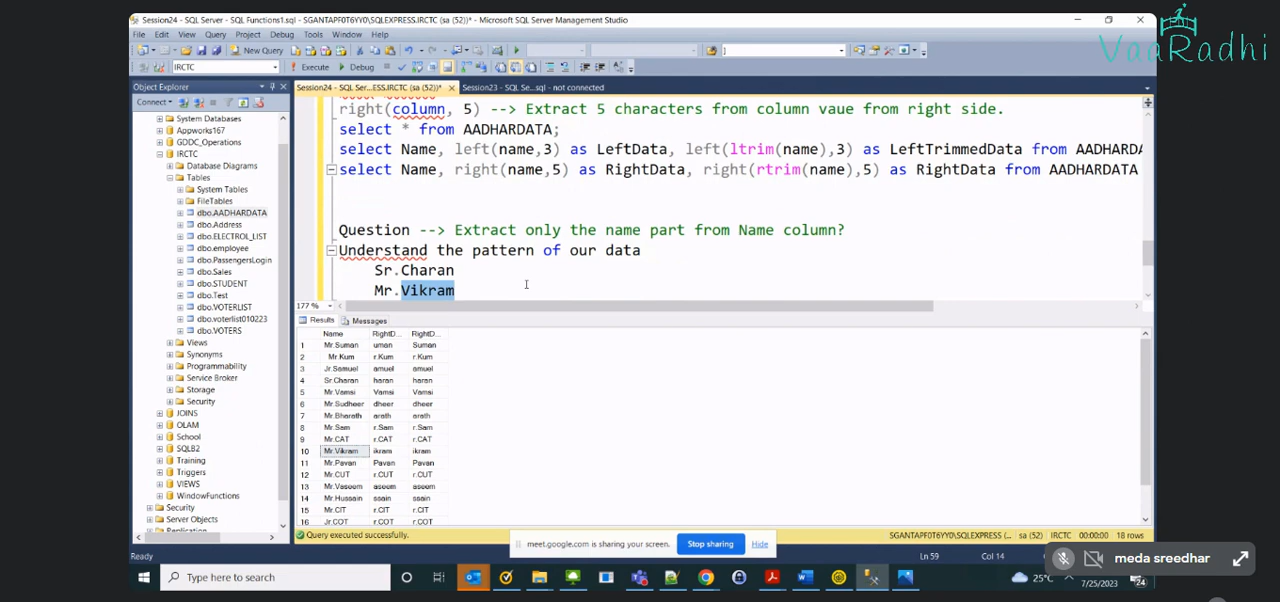 VaaRadhi
Session24 - SQL Server - SQL Functions1.sql - SGANTAPF0T6YY0\SQLEXPRESS.IRCTC (sa (52))* - Microsoft SQL Server Management Studio
File Edit View Query Project Debug Tools Window Help
New Query
IRCTC Execute Debug
Object Explorer
Connect
System Databases
Appworks167
GDDC_Operations
IRCTC
Database Diagrams
Tables
System Tables
FileTables
dbo.AADHARDATA
dbo.Address
dbo.ELECTROL_LIST
dbo.employee
dbo.PassengersLogin
dbo.Sales
dbo.STUDENT
dbo.Test
dbo.VOTERLIST
dbo.voterlist010223
dbo.VOTERS
Views
Synonyms
Programmability
Service Broker
Storage
Security
JOINS
OLAM
School
SQLB2
Training
Triggers
VIEWS
WindowFunctions
Security
Server Objects
Replication
Session24 - SQL Ser...ESS.IRCTC (sa (52))* Session23 - SQL Se...sql - not connected
right(column, 5) --> Extract 5 characters from column vaue from right side.
select * from AADHARDATA;
select Name, left(name,3) as LeftData, left(ltrim(name),3) as LeftTrimmedData from AADHARDA
select Name, right(name,5) as RightData, right(rtrim(name),5) as RightData from AADHARDATA
Question --> Extract only the name part from Name column?
Understand the pattern of our data
Sr.Charan
Mr.Vikram
177 %
Results Messages
Name RightD... RightD...
1 Mr.Suman uman Suman
2 Mr.Kum r.Kum r.Kum
3 Jr.Samuel amuel amuel
4 Sr.Charan haran haran
5 Mr.Vamsi Vamsi Vamsi
6 Mr.Sudheer dheer dheer
7 Mr.Bharath arath arath
8 Mr.Sam r.Sam r.Sam
9 Mr.CAT r.CAT r.CAT
10 Mr.Vikram ikram ikram
11 Mr.Pavan Pavan Pavan
12 Mr.CUT r.CUT r.CUT
13 Mr.Vaseem aseem aseem
14 Mr.Hussain ssain ssain
15 Mr.CIT r.CIT r.CIT
16 Jr.COT r.COT r.COT
Query executed successfully. SGANTAPF0T6YY0\SQLEXPRESS (... sa (52) IRCTC 00:00:00 18 rows
meet.google.com is sharing your screen. Stop sharing Hide
Ready Ln 59 Col 14
meda sreedhar
Type here to search
25°C
7/25/2023
24